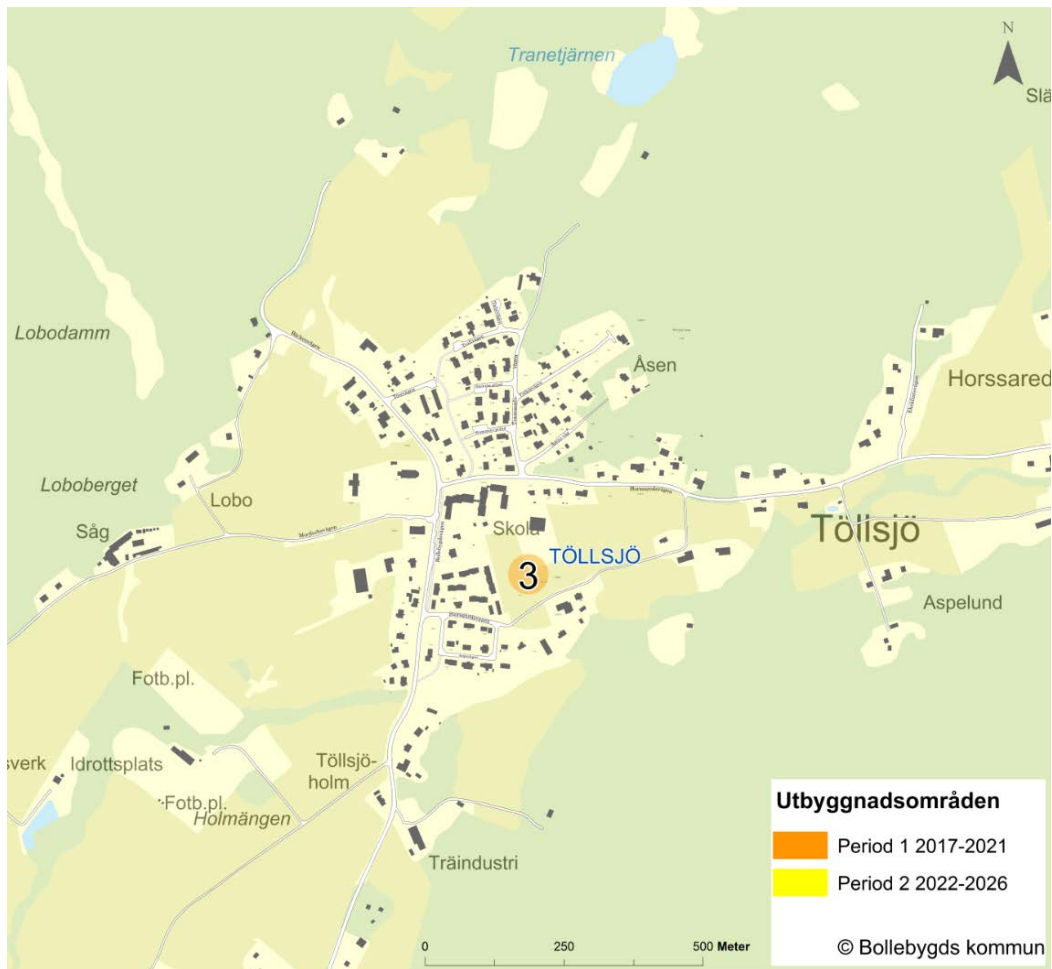 Tranetjärnen
N
Slä
Lobodamm
Åsen
Horssared
Loboberget
Lobo
Såg
Skola
Töllsjö
TÖLLSJÖ
3
Aspelund
Fotb.pl.
sverk
Idrottsplats
Töllsjö-
holm
Fotb.pl.
Holmängen
Träindustri
Utbyggnadsområden
Period 1 2017-2021
Period 2 2022-2026
0 250 500 Meter
© Bollebygds kommun